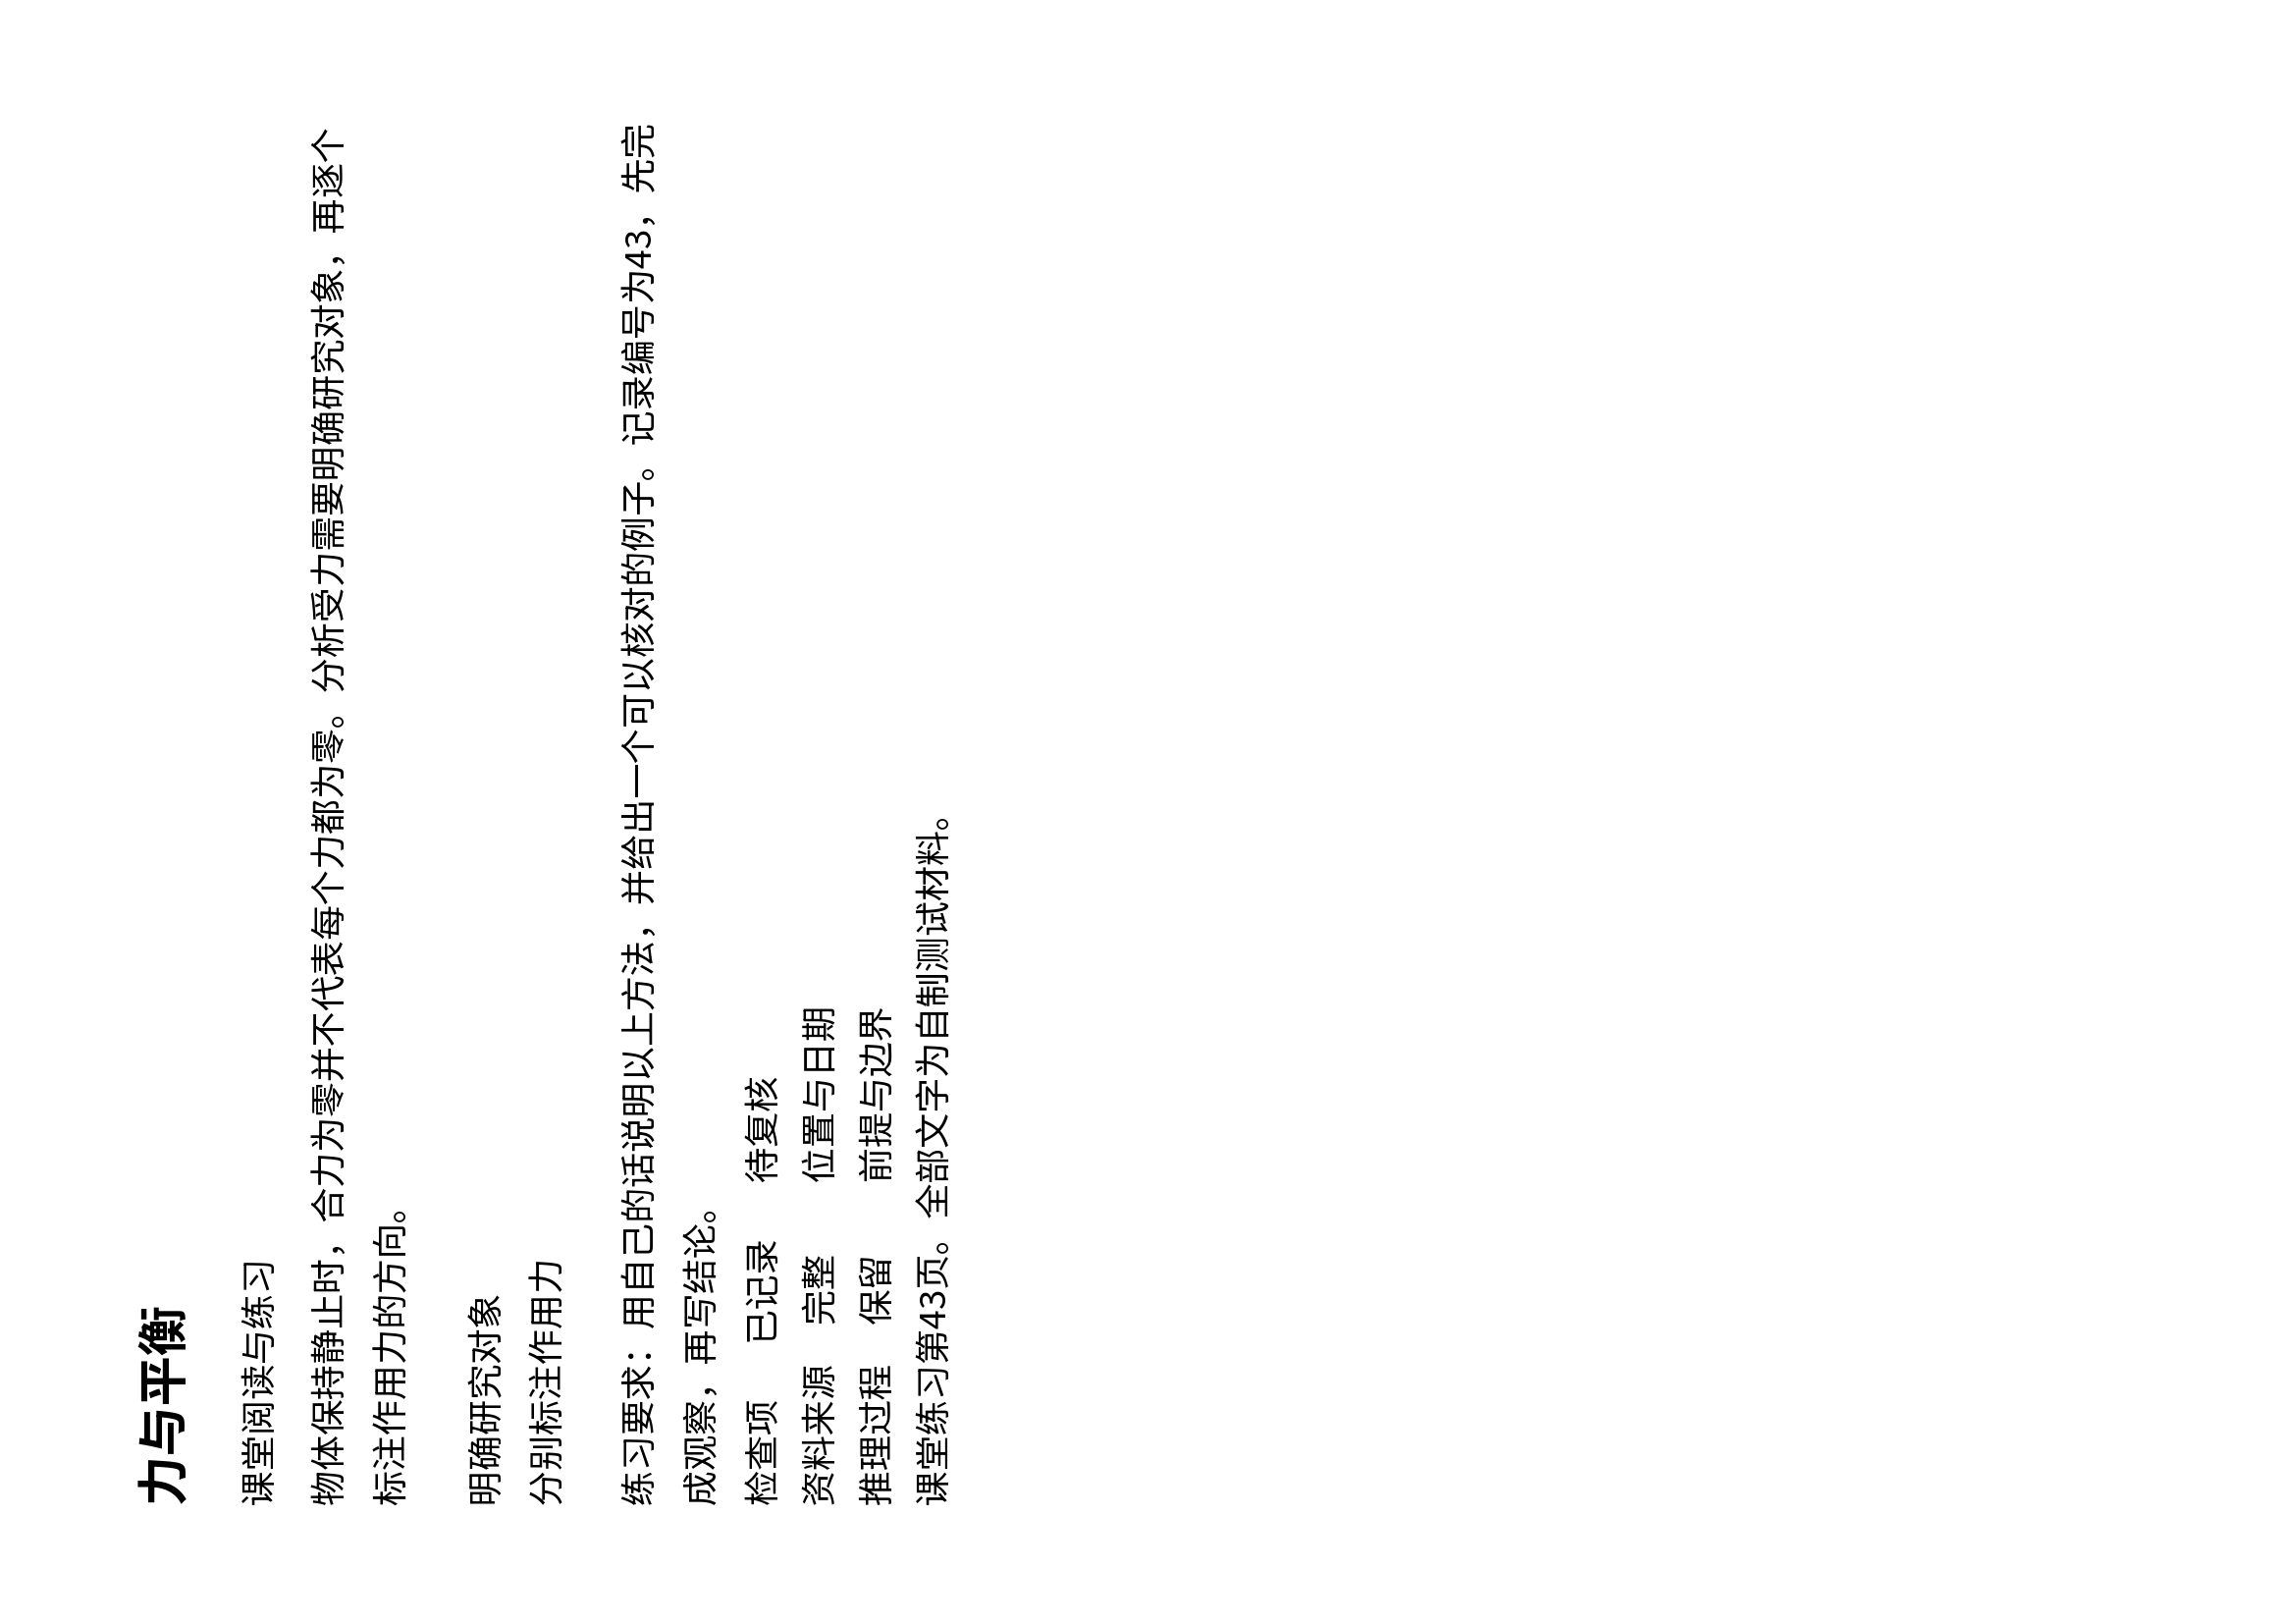 力与平衡
课堂阅读与练习
物体保持静止时，合力为零并不代表每个力都为零。分析受力需要明确研究对象，再逐个
标注作用力的方向。
明确研究对象
分别标注作用力
练习要求：用自己的话说明以上方法，并给出一个可以核对的例子。记录编号为43，先完
成观察，再写结论。
检查项 已记录 待复核
资料来源 完整 位置与日期
推理过程 保留 前提与边界
课堂练习第43页。全部文字为自制测试材料。